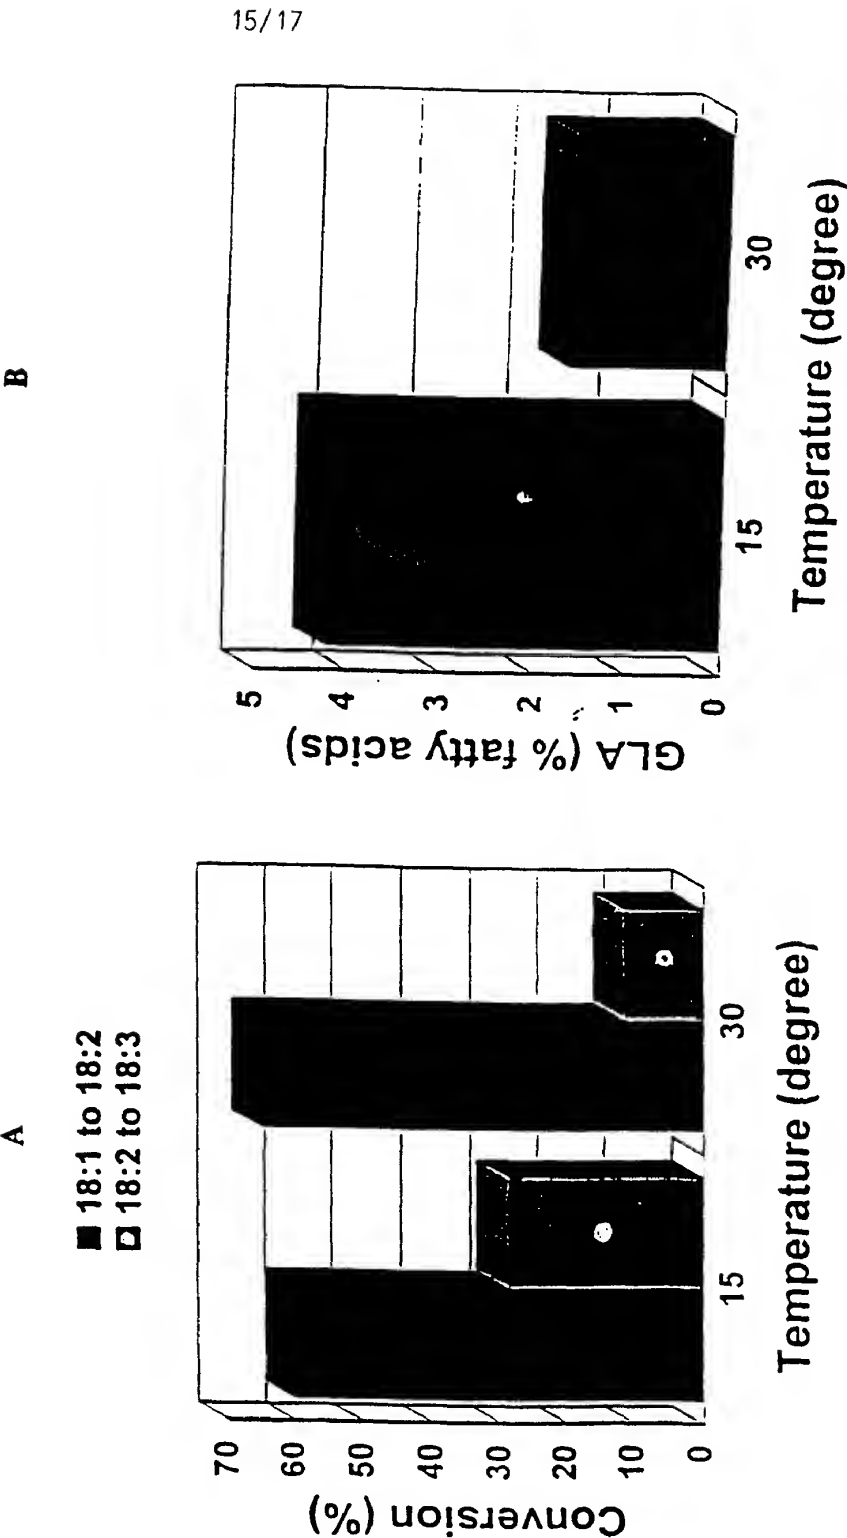 15/17
A
18:1 to 18:2
18:2 to 18:3
Conversion (%)
70
60
50
40
30
20
10
0
15
30
Temperature (degree)
B
GLA (% fatty acids)
5
4
3
2
1
0
15
30
Temperature (degree)